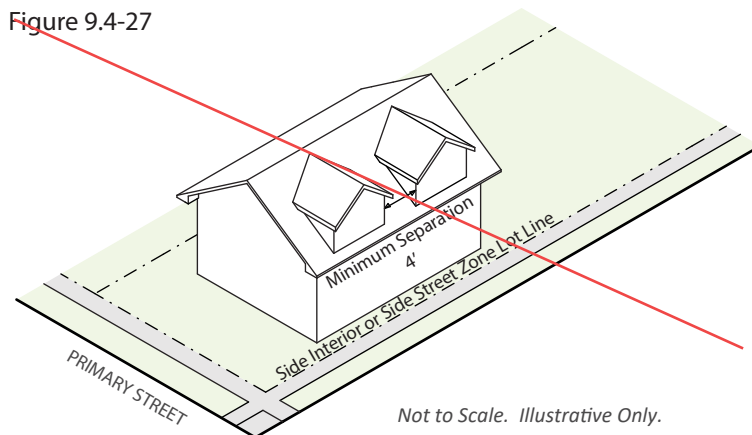 Figure 9.4-27
Minimum Separation
4'
Side Interior or Side Street Zone Lot Line
PRIMARY STREET
Not to Scale. Illustrative Only.